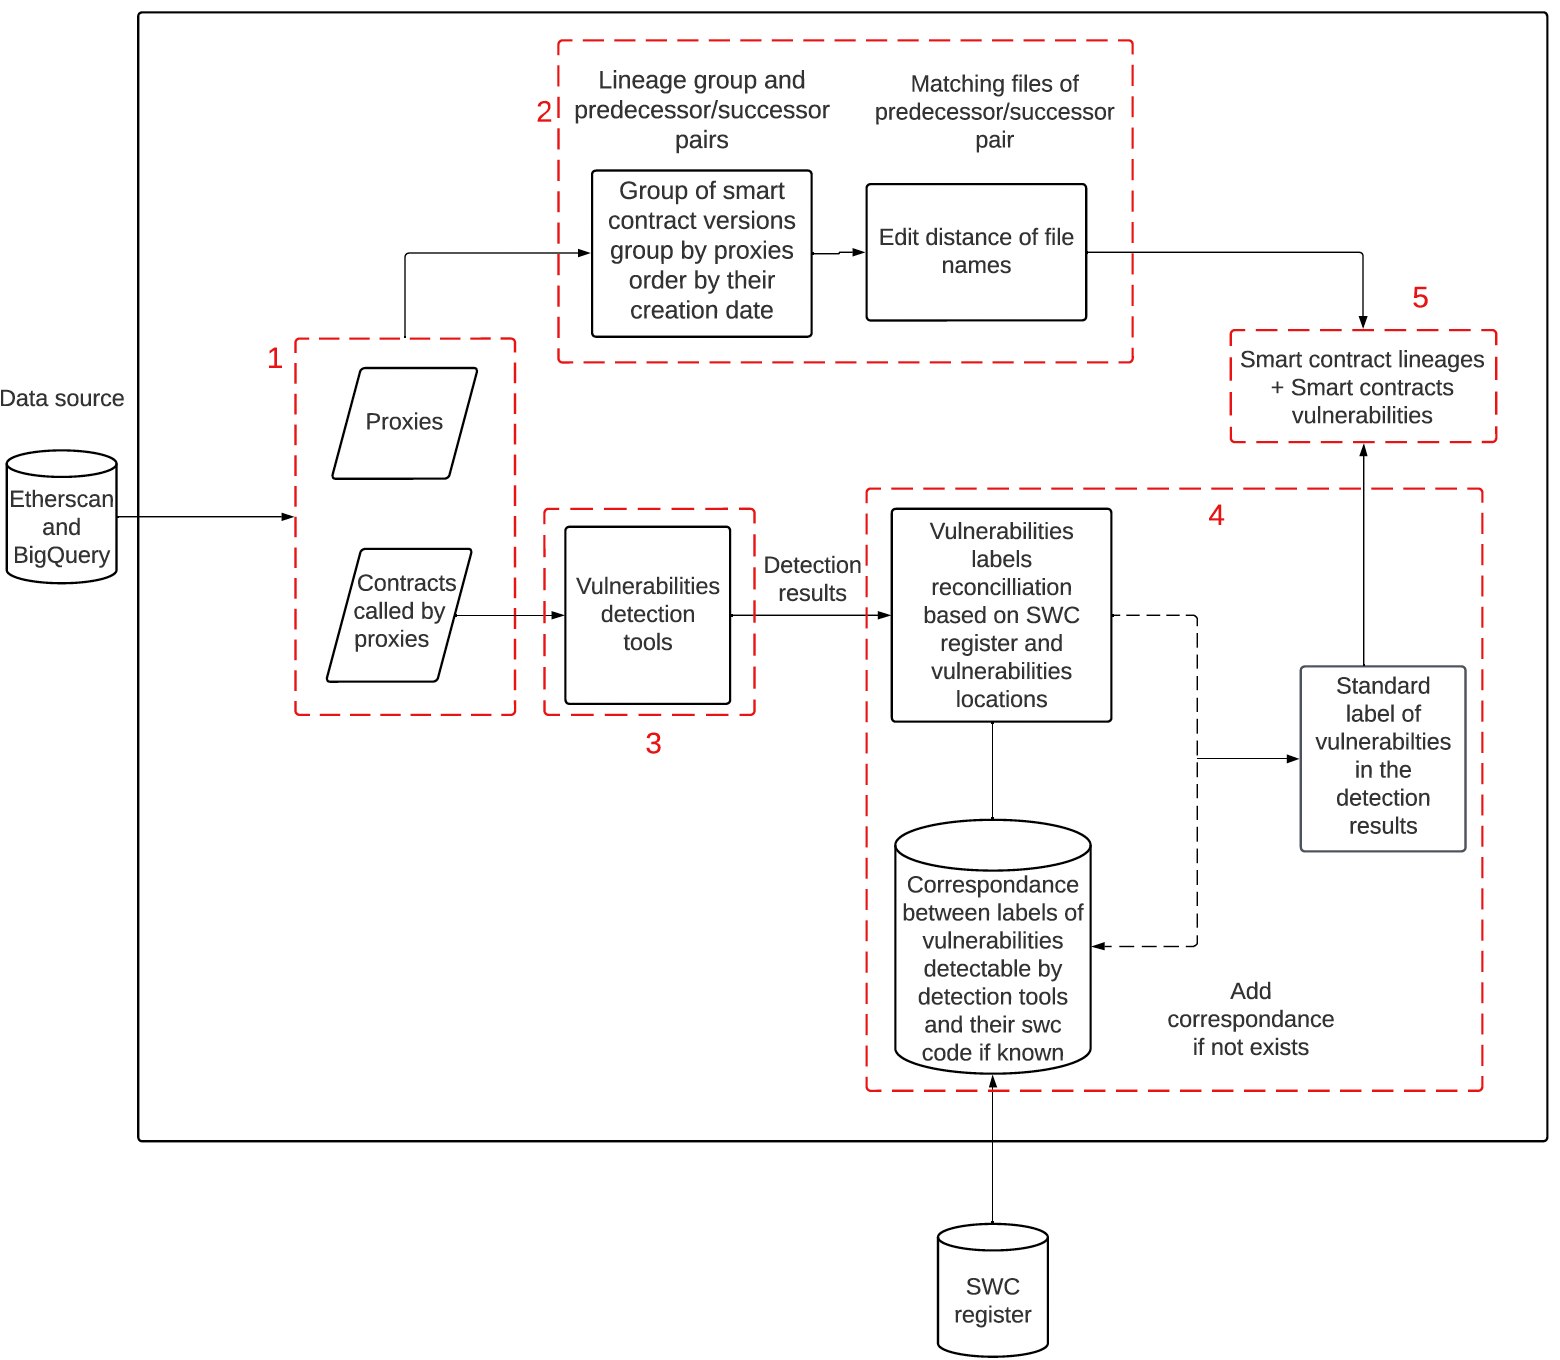 2
Lineage group and
predecessor/successor
pairs
Matching files of
predecessor/successor
pair
Group of smart
contract versions
group by proxies
order by their
creation date
Edit distance of file
names
5
Smart contract lineages
+ Smart contracts
vulnerabilities
1
Data source
Proxies
Etherscan
and
BigQuery
Contracts
called by
proxies
Vulnerabilities
detection
tools
3
Detection
results
4
Vulnerabilities
labels
reconcilliation
based on SWC
register and
vulnerabilities
locations
Standard
label of
vulnerabilties
in the
detection
results
Correspondance
between labels of
vulnerabilities
detectable by
detection tools
and their swc
code if known
Add
correspondance
if not exists
SWC
register